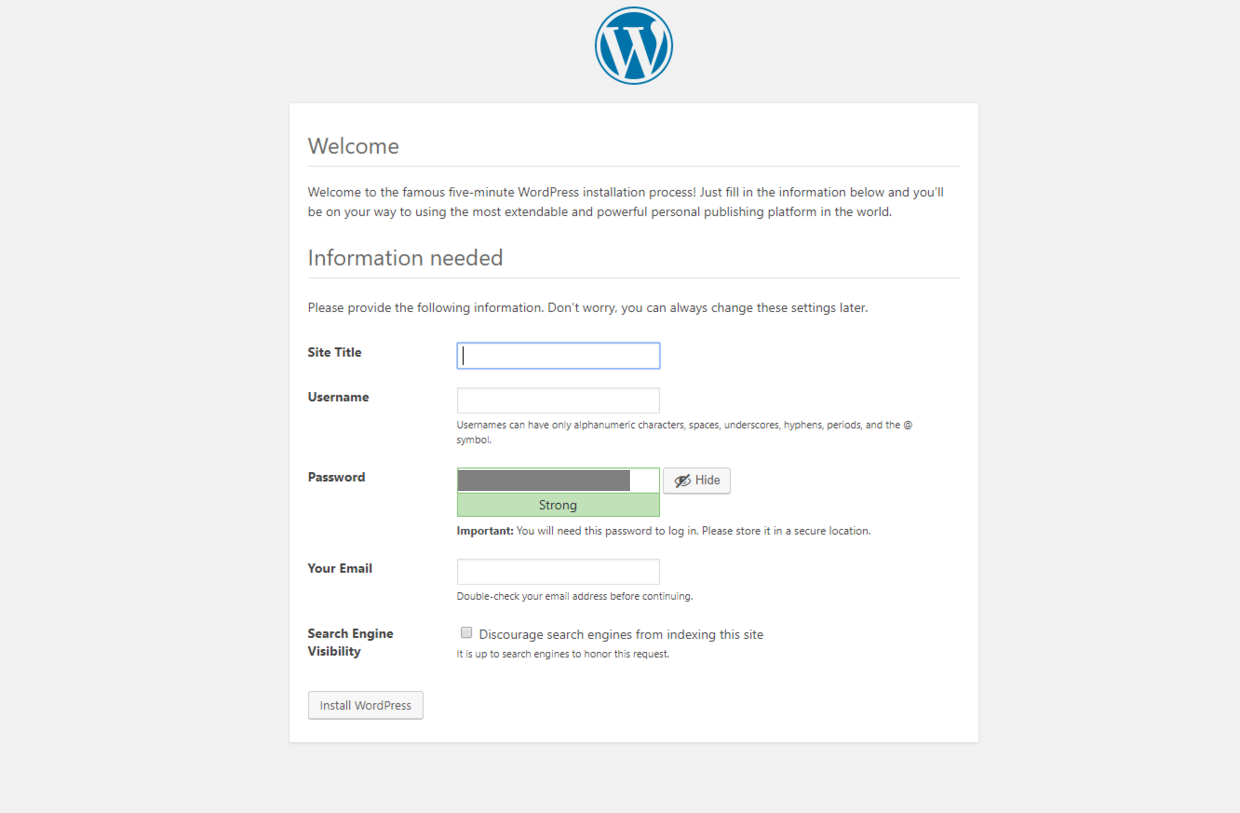 Welcome
Welcome to the famous five-minute WordPress installation process! Just fill in the information below and you’ll
be on your way to using the most extendable and powerful personal publishing platform in the world.
Information needed
Please provide the following information. Don’t worry, you can always change these settings later.
Site Title
Username
Usernames can have only alphanumeric characters, spaces, underscores, hyphens, periods, and the @
symbol.
Password
Hide
Strong
Important: You will need this password to log in. Please store it in a secure location.
Your Email
Double-check your email address before continuing.
Search Engine
Visibility
Discourage search engines from indexing this site
It is up to search engines to honor this request.
Install WordPress